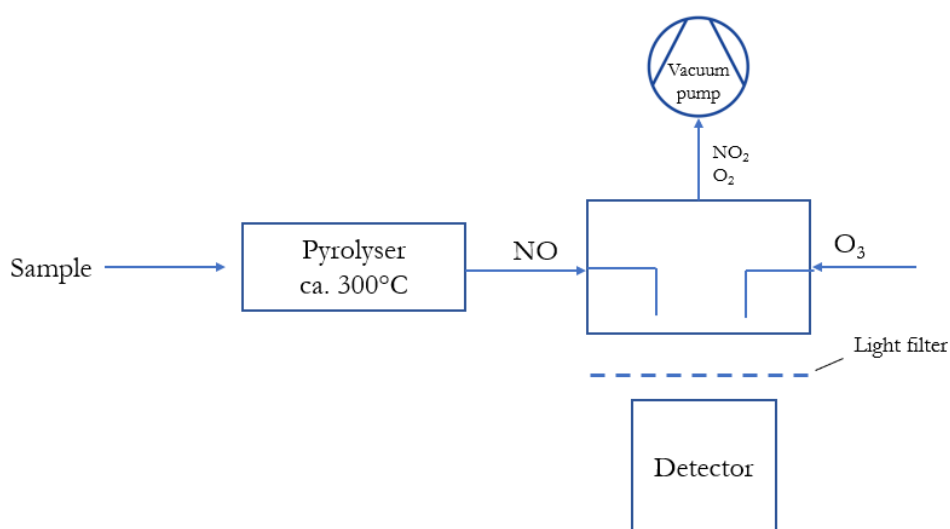 Vacuum
pump
NO₂
O₂
Sample
Pyrolyser
ca. 300°C
NO
O₃
Light filter
Detector